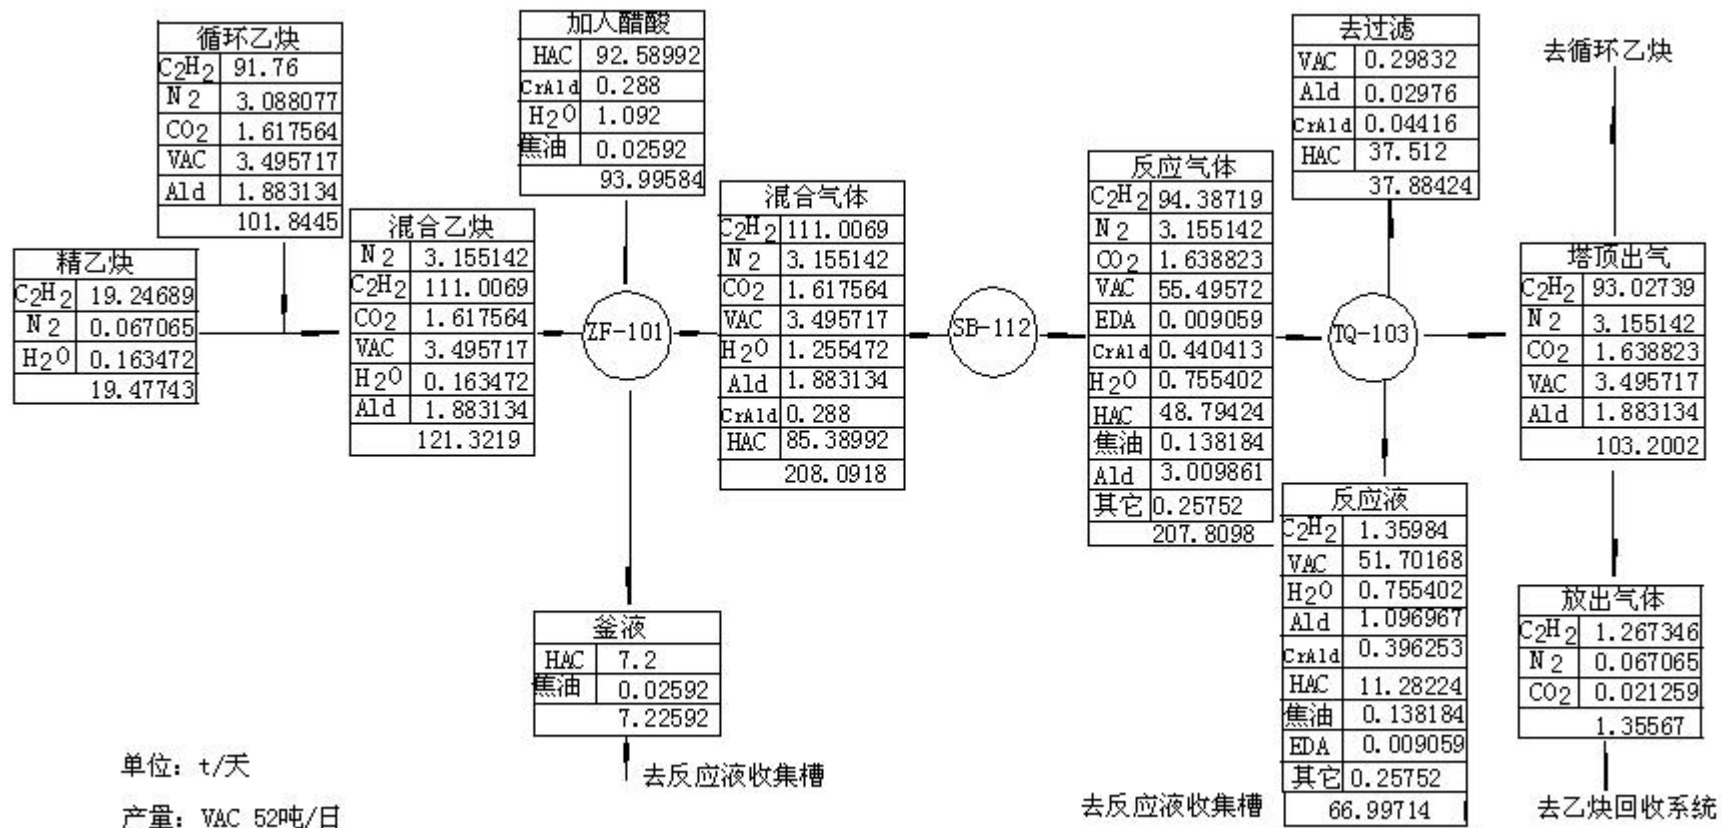 循环乙炔
C2H2 91.76
N2 3.088077
CO2 1.617564
VAC 3.495717
Ald 1.883134
101.8445
精乙炔
C2H2 19.24689
N2 0.067065
H2O 0.163472
19.47743
混合乙炔
N2 3.155142
C2H2 111.0069
CO2 1.617564
VAC 3.495717
H2O 0.163472
Ald 1.883134
121.3219
加入醋酸
HAC 92.58992
CrAld 0.288
H2O 1.092
焦油 0.02592
93.99584
ZF-101
釜液
HAC 7.2
焦油 0.02592
7.22592
去反应液收集槽
混合气体
C2H2 111.0069
N2 3.155142
CO2 1.617564
VAC 3.495717
H2O 1.255472
Ald 1.883134
CrAld 0.288
HAC 85.38992
208.0918
SB-112
反应气体
C2H2 94.38719
N2 3.155142
CO2 1.638823
VAC 55.49572
EDA 0.009059
CrAld 0.440413
H2O 0.755402
HAC 48.79424
焦油 0.138184
Ald 3.009861
其它 0.25752
207.8098
去过滤
VAC 0.29832
Ald 0.02976
CrAld 0.04416
HAC 37.512
37.88424
TQ-103
反应液
C2H2 1.35984
VAC 51.70168
H2O 0.755402
Ald 1.096967
CrAld 0.396253
HAC 11.28224
焦油 0.138184
EDA 0.009059
其它 0.25752
66.99714
去反应液收集槽
去循环乙炔
塔顶出气
C2H2 93.02739
N2 3.155142
CO2 1.638823
VAC 3.495717
Ald 1.883134
103.2002
放出气体
C2H2 1.267346
N2 0.067065
CO2 0.021259
1.35567
去乙炔回收系统
单位：t/天
产量：VAC 52吨/日